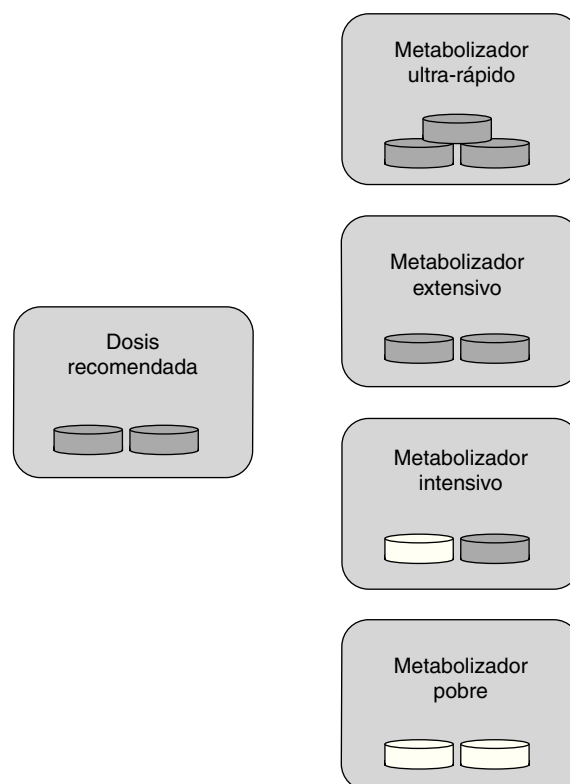 Metabolizador
ultra-rápido
Metabolizador
extensivo
Dosis
recomendada
Metabolizador
intensivo
Metabolizador
pobre